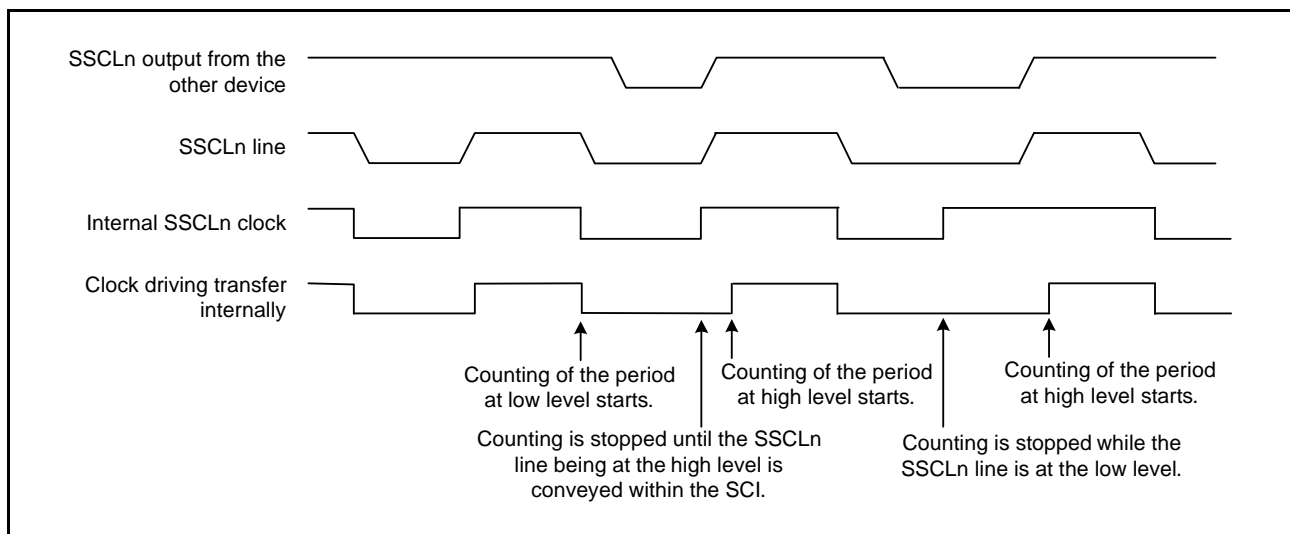 SSCLn output from the
other device
SSCLn line
Internal SSCLn clock
Clock driving transfer
internally
Counting of the period
at low level starts.
Counting of the period
at high level starts.
Counting of the period
at high level starts.
Counting is stopped until the SSCLn
line being at the high level is
conveyed within the SCI.
Counting is stopped while the
SSCLn line is at the low level.